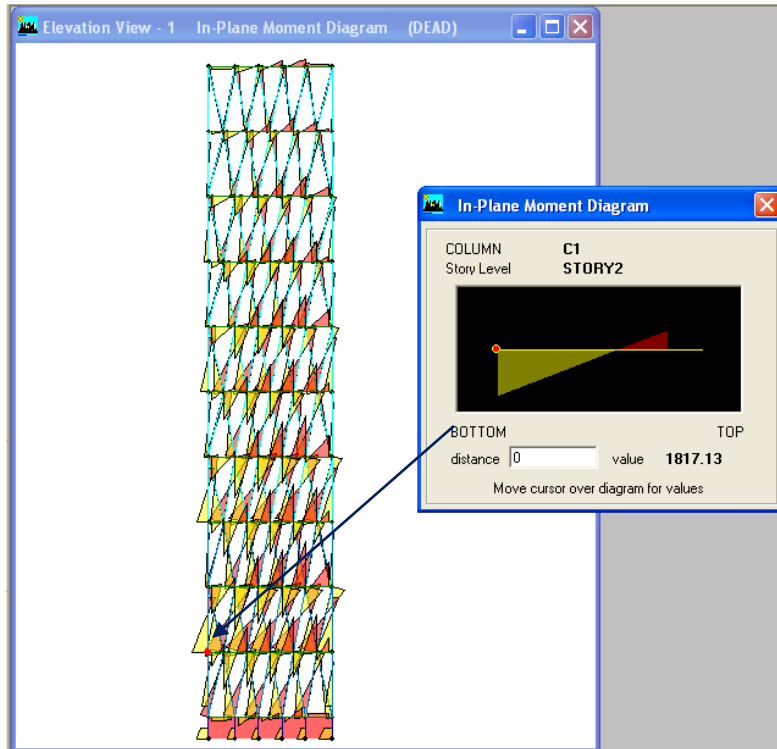 Elevation View - 1 In-Plane Moment Diagram (DEAD)
In-Plane Moment Diagram
COLUMN C1
Story Level STORY2
BOTTOM TOP
distance 0 value 1817.13
Move cursor over diagram for values